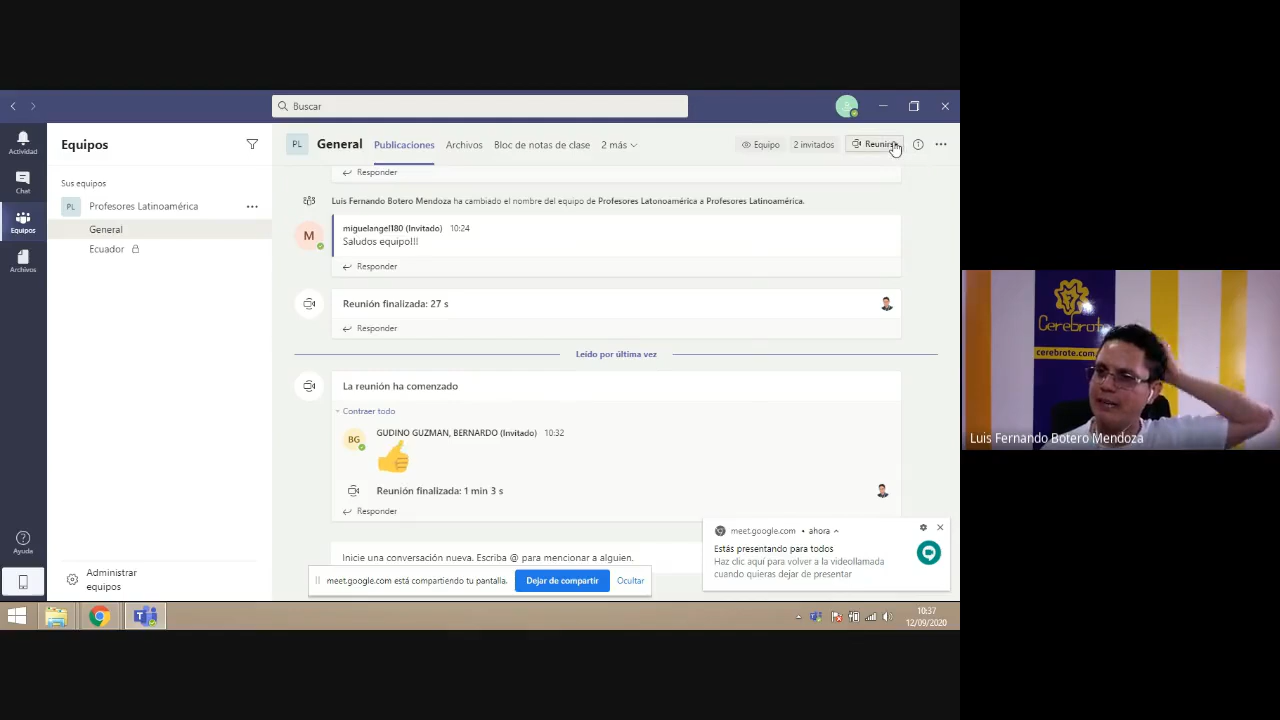 Buscar
Actividad
Chat
Equipos
Archivos
Ayuda
Equipos
Sus equipos
PL Profesores Latinoamérica
General
Ecuador
Administrar
equipos
PL General Publicaciones Archivos Bloc de notas de clase 2 más
Equipo 2 invitados
Responder
Luis Fernando Botero Mendoza ha cambiado el nombre del equipo de Profesores Latonoamérica a Profesores Latinoamérica.
M
miguelangel180 (Invitado) 10:24
Saludos equipo!!!
Responder
Reunión finalizada: 27 s
Responder
Leído por última vez
La reunión ha comenzado
Contraer todo
BG
GUDINO GUZMAN, BERNARDO (Invitado) 10:32
Reunión finalizada: 1 min 3 s
Responder
Inicie una conversación nueva. Escriba @ para mencionar a alguien.
meet.google.com está compartiendo tu pantalla. Dejar de compartir Ocultar
meet.google.com • ahora
Estás presentando para todos
Haz clic aquí para volver a la videollamada
cuando quieras dejar de presentar
10:37
12/09/2020
Cerebrote
cerebrote.com
Luis Fernando Botero Mendoza